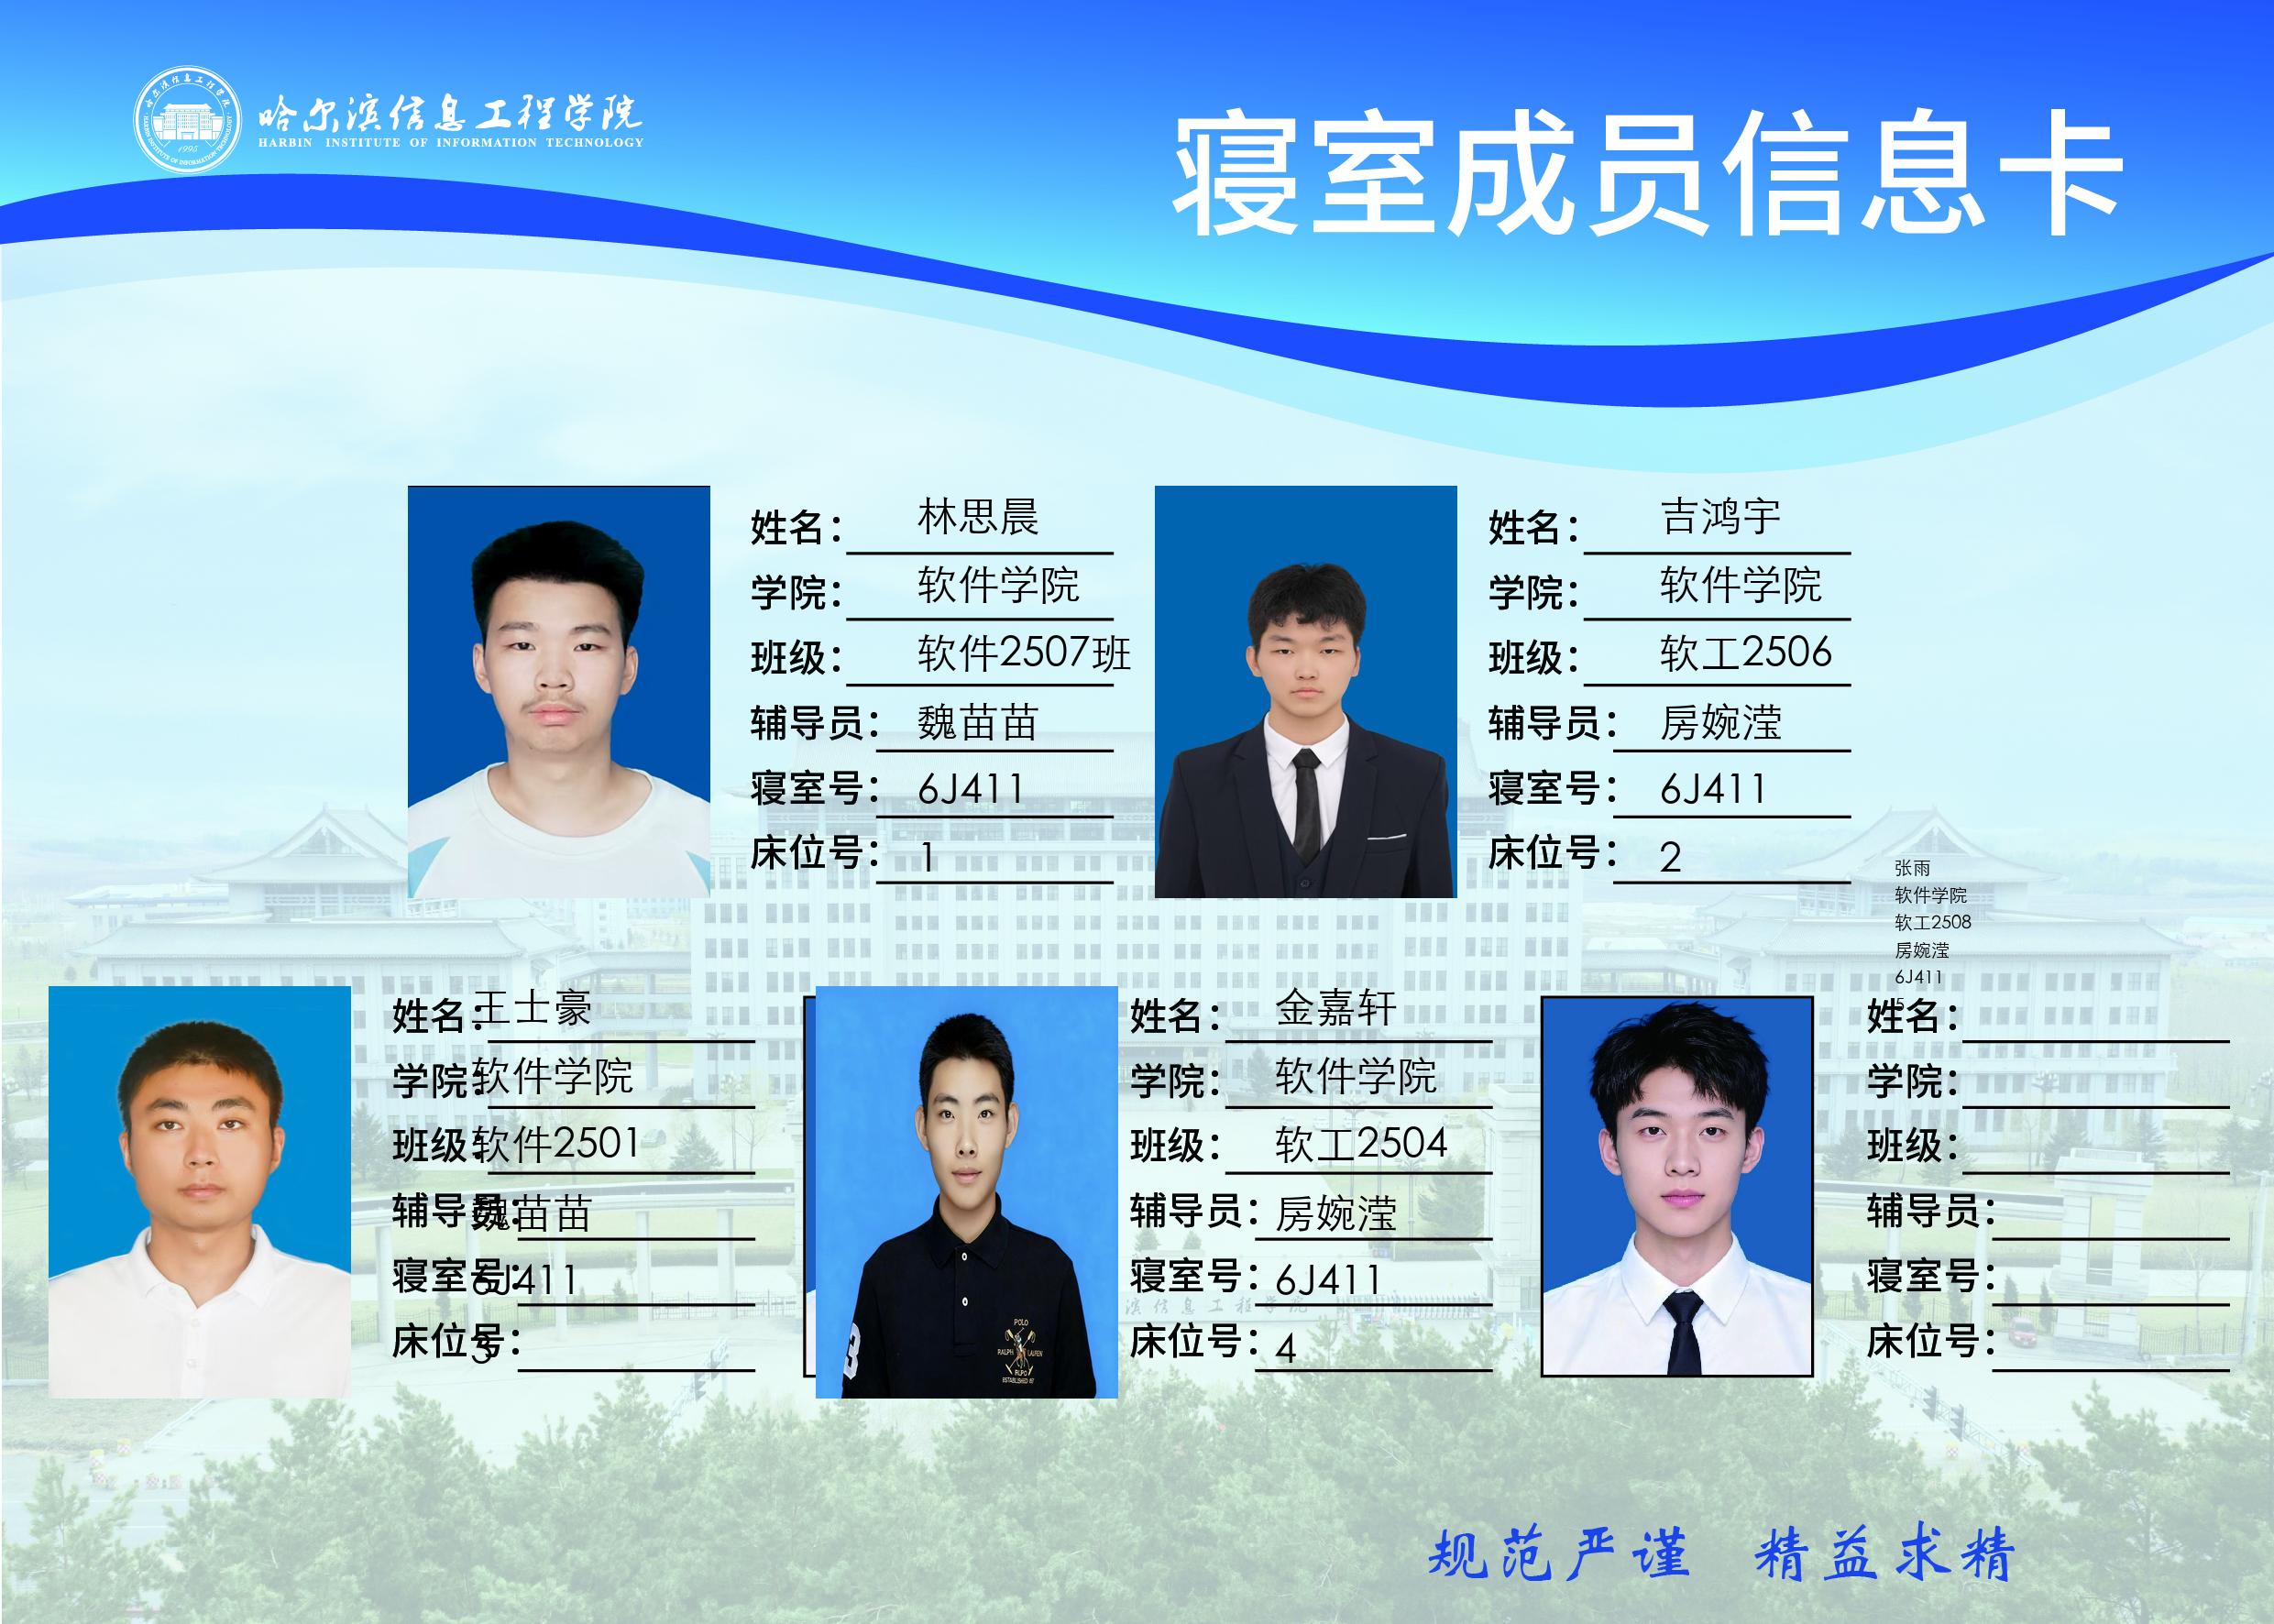 哈尔滨信息工程学院
HARBIN INSTITUTE OF INFORMATION TECHNOLOGY
1995
寝室成员信息卡
姓名：林思晨
学院：软件学院
班级：软件2507班
辅导员：魏苗苗
寝室号：6J411
床位号：1
姓名：吉鸿宇
学院：软件学院
班级：软工2506
辅导员：房婉滢
寝室号：6J411
床位号：2
张雨
软件学院
软工2508
房婉滢
6J411
5
姓名：王士豪
学院：软件学院
班级：软件2501
辅导员：魏苗苗
寝室号：6J411
床位号：3
3
POLO
RALPH LAUREN
RLPC
ESTABLISHED 67
姓名：金嘉轩
学院：软件学院
班级：软工2504
辅导员：房婉滢
寝室号：6J411
床位号：4
姓名：
学院：
班级：
辅导员：
寝室号：
床位号：
规范严谨 精益求精